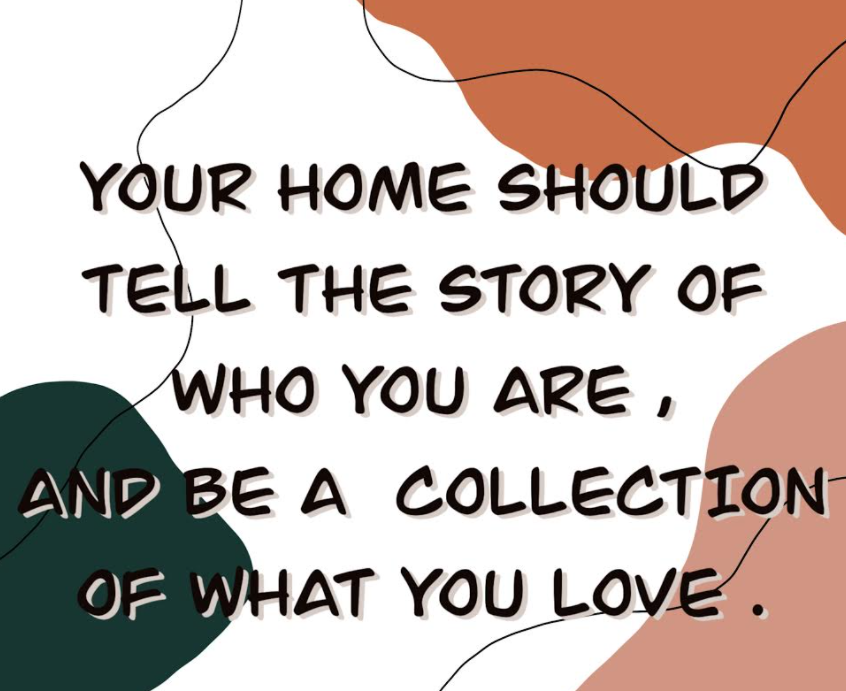 YOUR HOME SHOULD
TELL THE STORY OF
WHO YOU ARE ,
AND BE A COLLECTION
OF WHAT YOU LOVE .